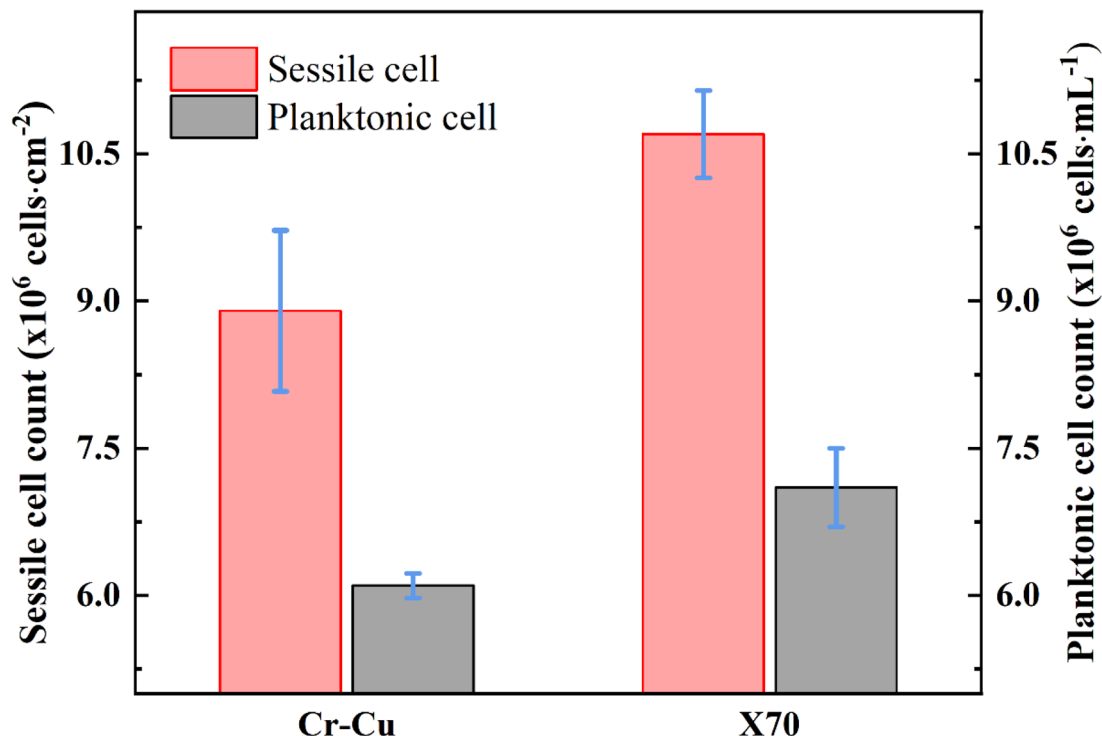 Sessile cell
Planktonic cell
Sessile cell count (x10⁶ cells·cm⁻²)
10.5
9.0
7.5
6.0
Planktonic cell count (x10⁶ cells·mL⁻¹)
10.5
9.0
7.5
6.0
Cr-Cu
X70